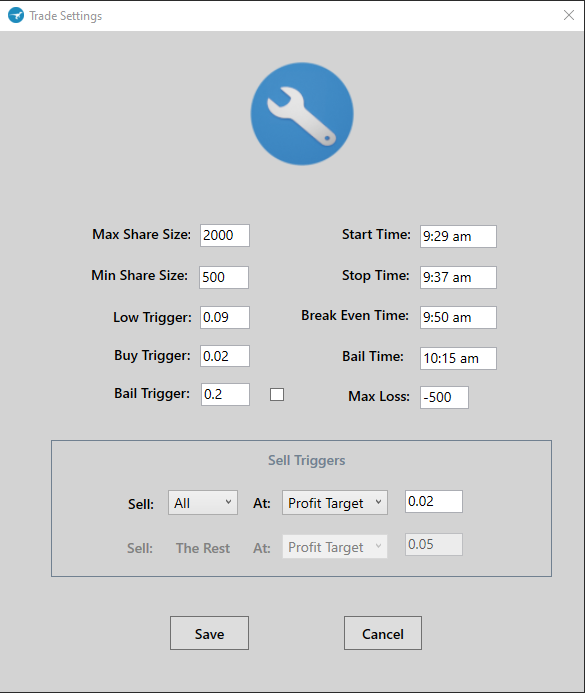 Trade Settings
Max Share Size: 2000 Start Time: 9:29 am
Min Share Size: 500 Stop Time: 9:37 am
Low Trigger: 0.09 Break Even Time: 9:50 am
Buy Trigger: 0.02 Bail Time: 10:15 am
Bail Trigger: 0.2 Max Loss: -500
Sell Triggers
Sell: All At: Profit Target 0.02
Sell: The Rest At: Profit Target 0.05
Save Cancel